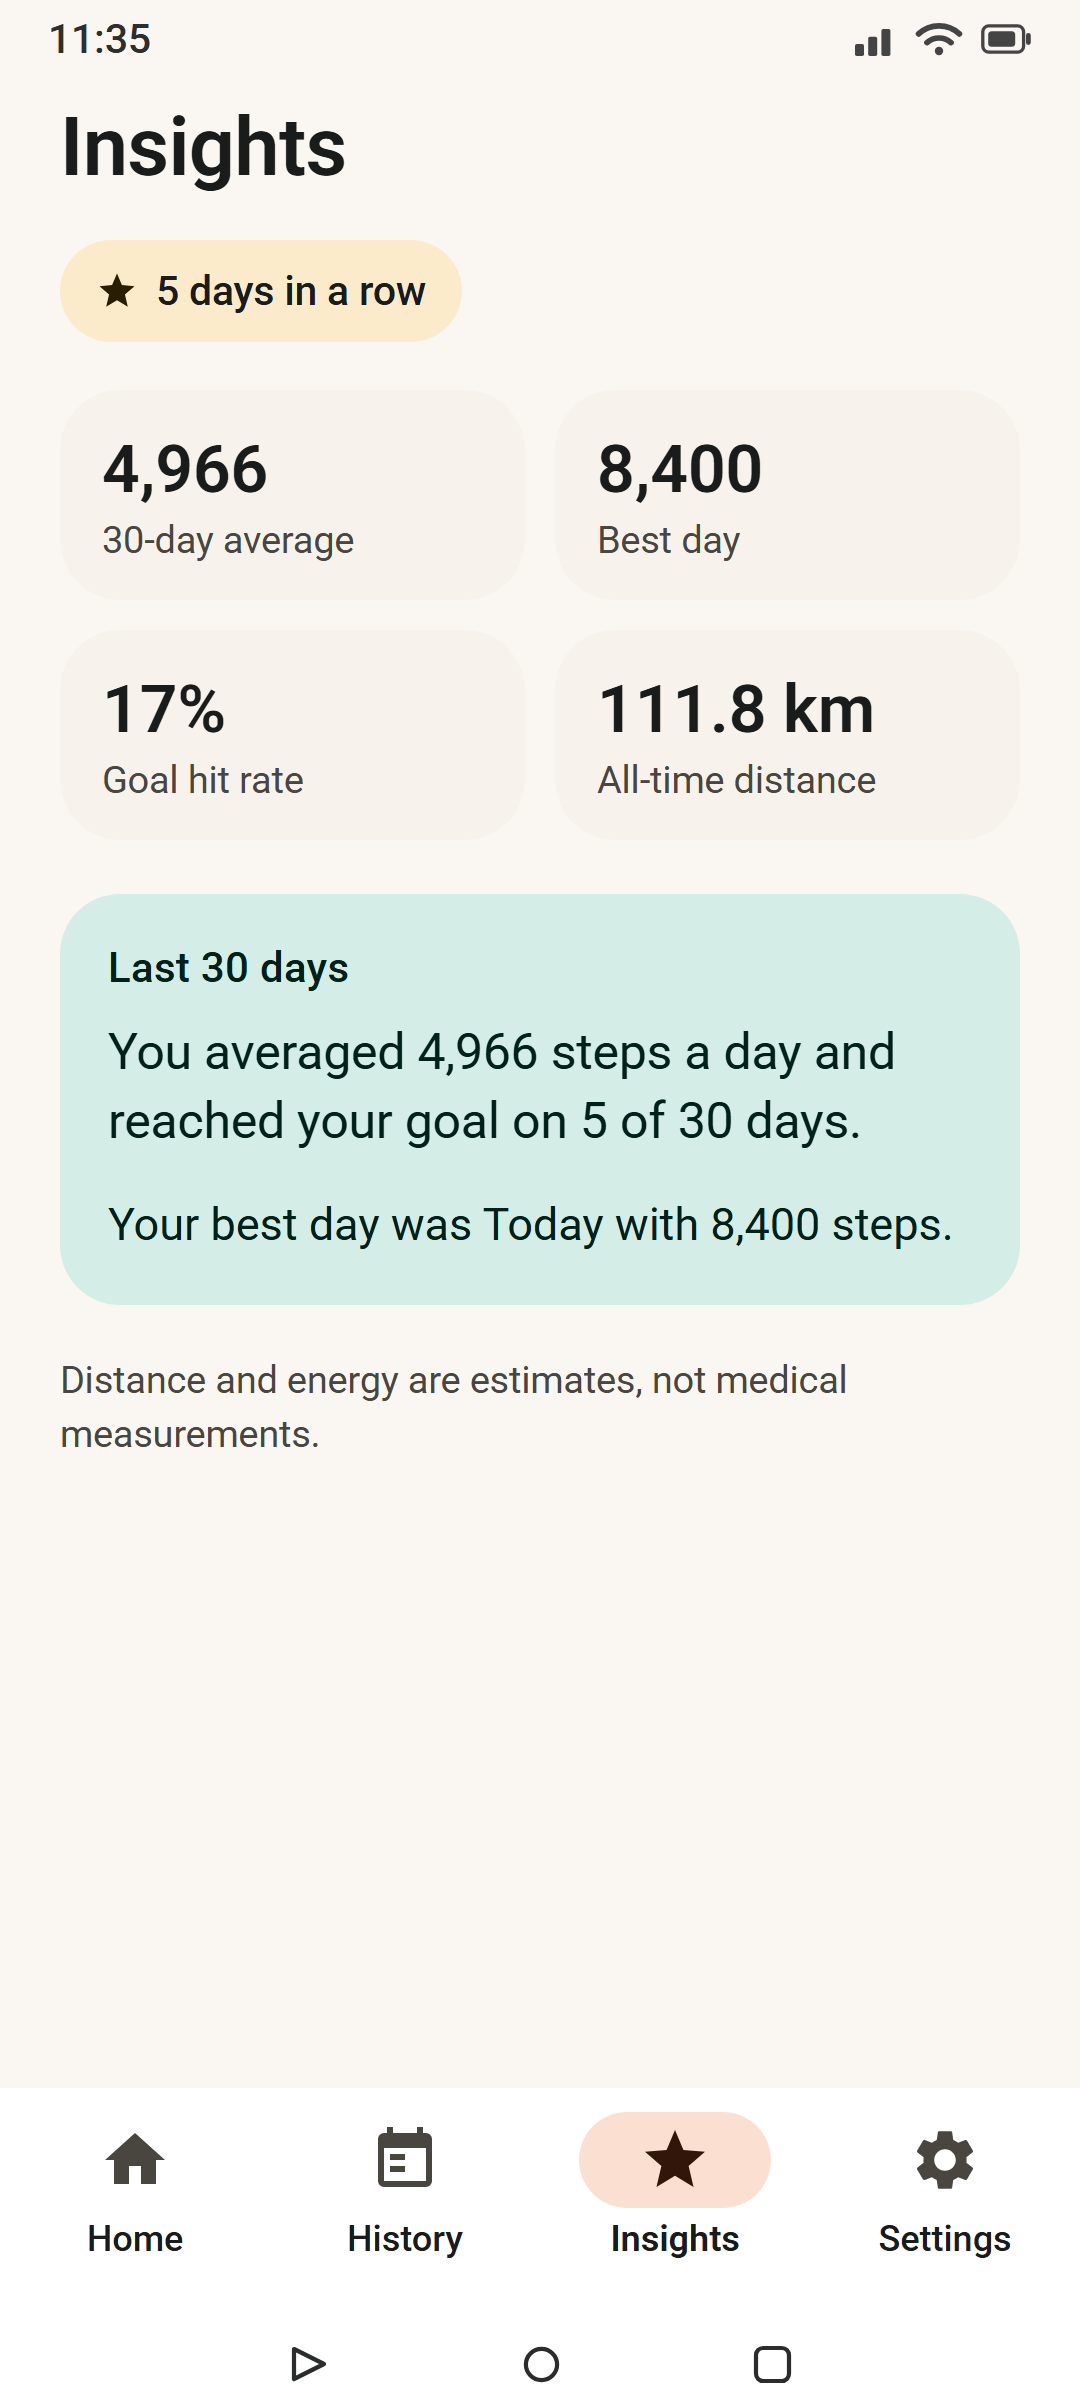 11:35
Insights
5 days in a row
4,966
30-day average
8,400
Best day
17%
Goal hit rate
111.8 km
All-time distance
Last 30 days
You averaged 4,966 steps a day and
reached your goal on 5 of 30 days.
Your best day was Today with 8,400 steps.
Distance and energy are estimates, not medical
measurements.
Home
History
Insights
Settings